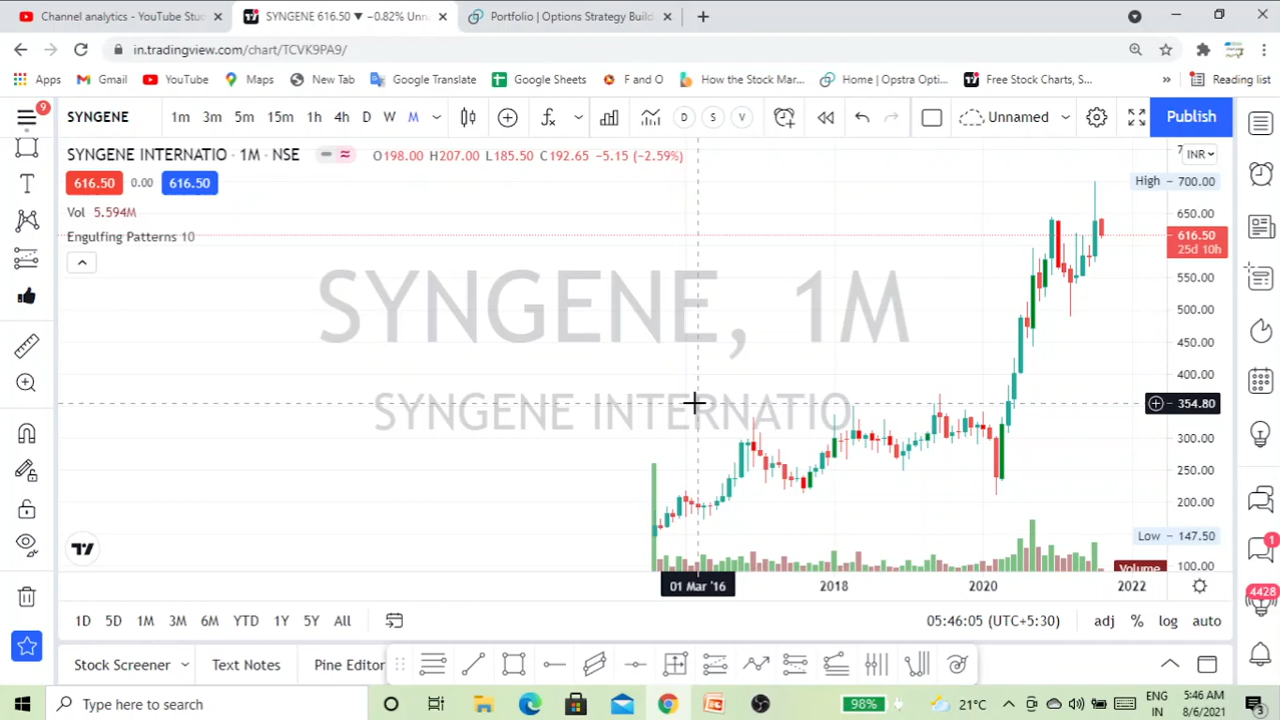 Channel analytics - YouTube Stu
SYNGENE 616.50 ▼ −0.82% Unn
Portfolio | Options Strategy Build
in.tradingview.com/chart/TCVK9PA9/
Apps
Gmail
YouTube
Maps
New Tab
Google Translate
Google Sheets
F and O
How the Stock Mar...
Home | Opstra Opti...
Free Stock Charts, S...
»
Reading list
9
SYNGENE
1m 3m 5m 15m 1h 4h D W M
D S V
Unnamed
Publish
SYNGENE INTERNATIO · 1M · NSE
O198.00 H207.00 L185.50 C192.65 −5.15 (−2.59%)
INR
616.50 0.00 616.50
High 700.00
Vol 5.594M
650.00
Engulfing Patterns 10
616.50
25d 10h
550.00
SYNGENE, 1M
500.00
450.00
400.00
SYNGENE INTERNATIO
354.80
300.00
250.00
200.00
Low 147.50
100.00
Volume
01 Mar '16 2018 2020 2022
1D 5D 1M 3M 6M YTD 1Y 5Y All
05:46:05 (UTC+5:30) adj % log auto
1
4428
Stock Screener Text Notes Pine Editor
Type here to search
98%
21°C
ENG
IN
5:46 AM
8/6/2021
3